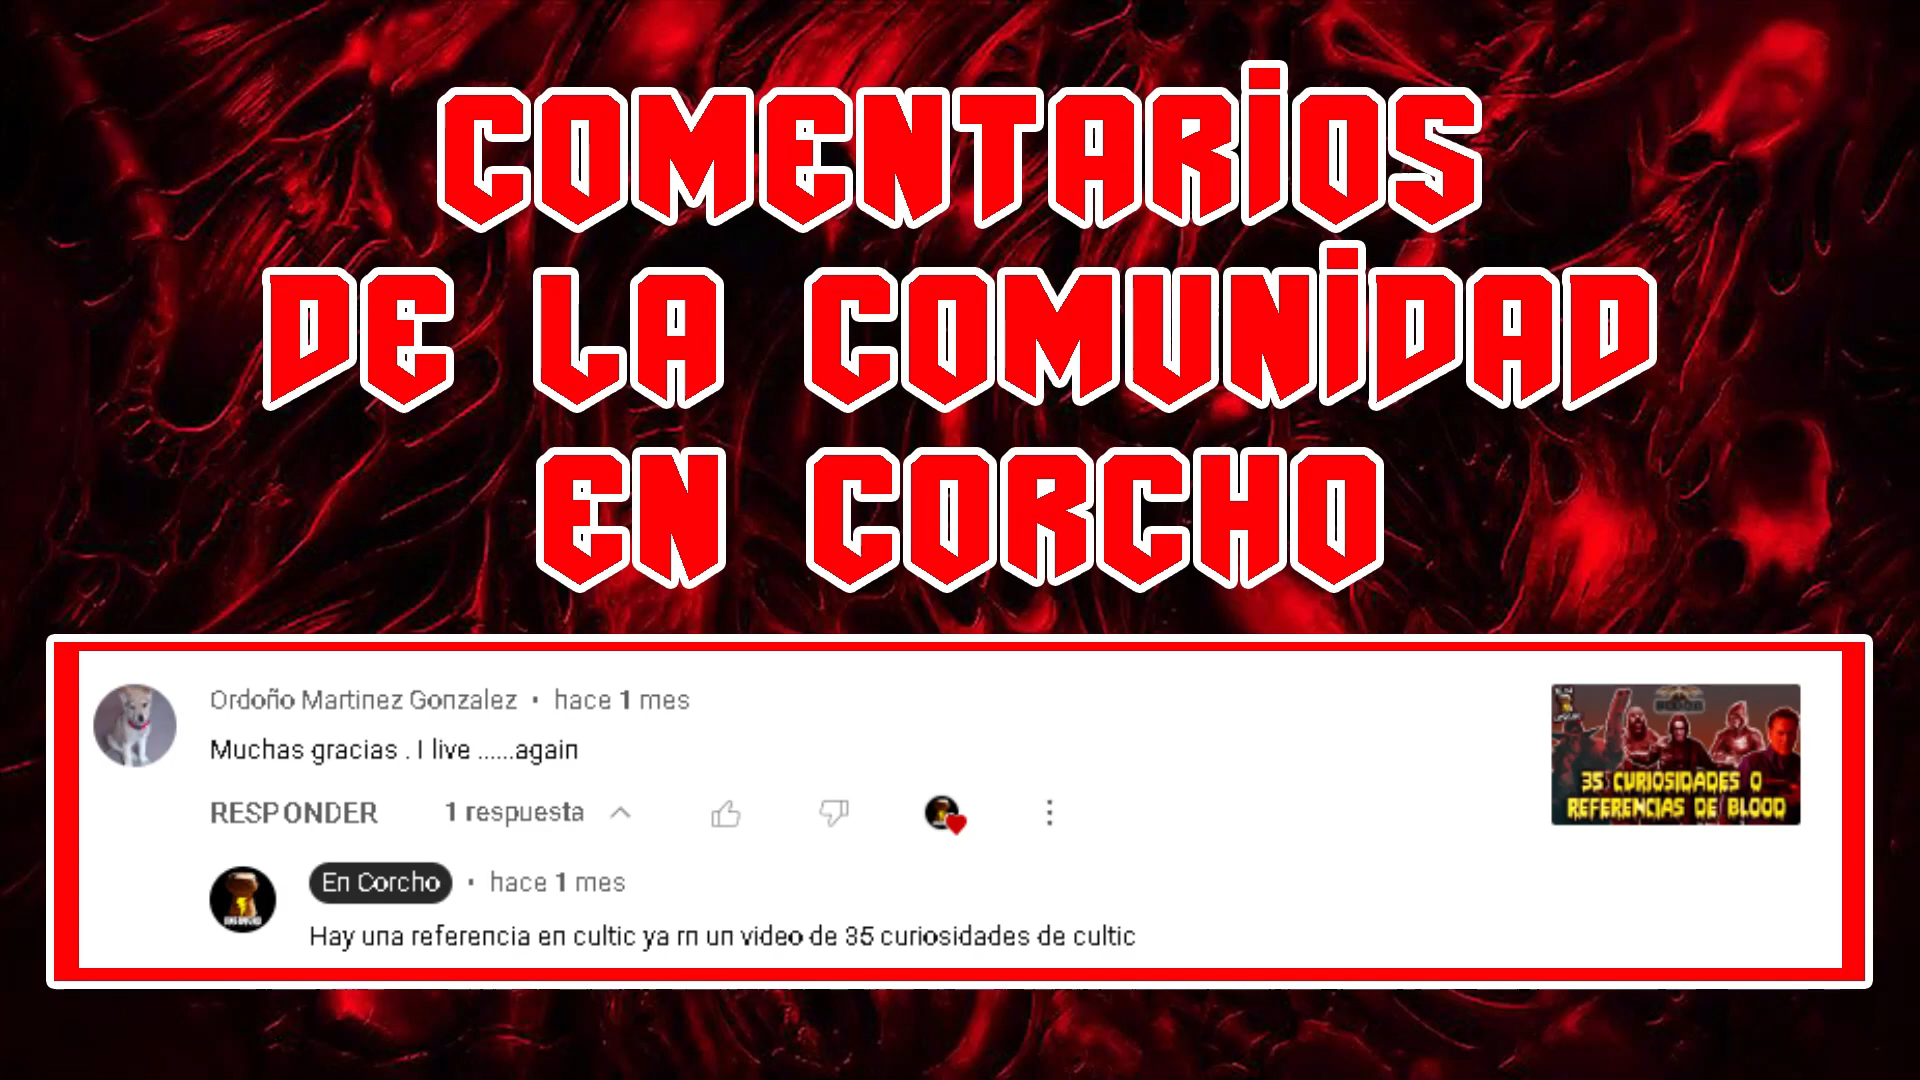 COMENTARIOS
DE LA COMUNIDAD
EN CORCHO
Ordoño Martinez Gonzalez • hace 1 mes
Muchas gracias . I live ......again
RESPONDER 1 respuesta
En Corcho • hace 1 mes
Hay una referencia en cultic ya rn un video de 35 curiosidades de cultic
35 CURIOSIDADES O
REFERENCIAS DE BLOOD